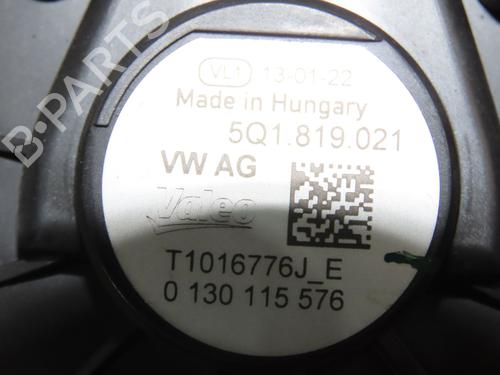 B-PARTS
VL1 13-01-22
Made in Hungary
5Q1.819.021
VW AG
Valeo
T1016776J_E
0 130 115 576